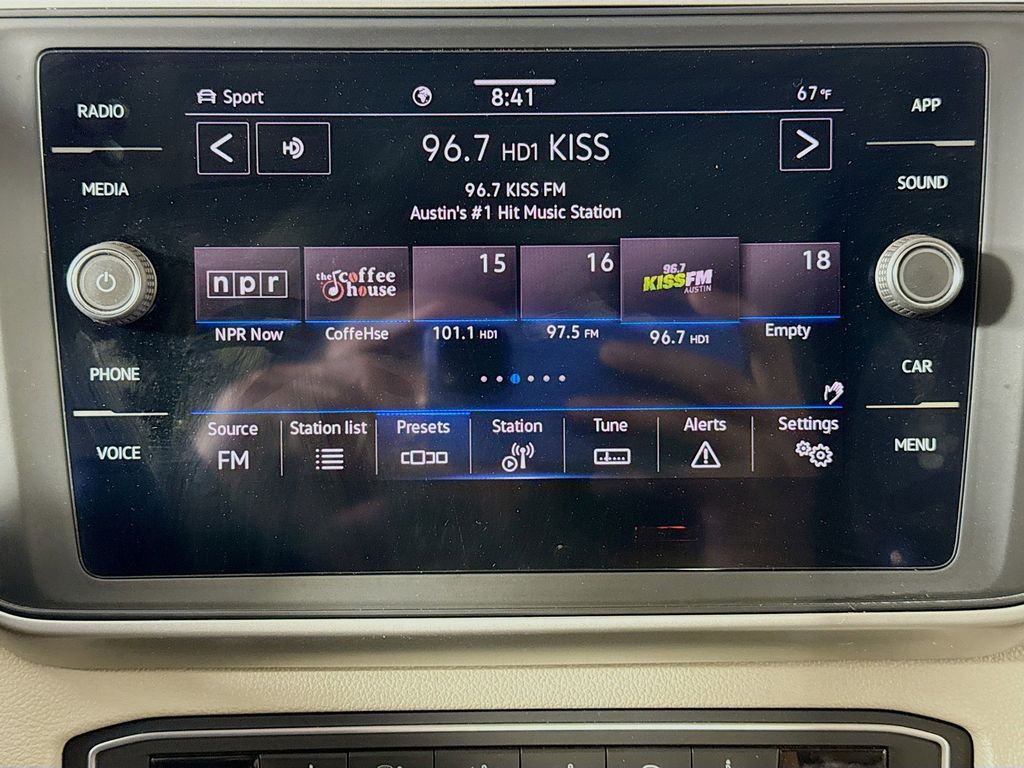 RADIO
Sport
8:41
67°F
APP
96.7 HD1 KISS
MEDIA
96.7 KISS FM
SOUND
Austin's #1 Hit Music Station
npr
the coffee house
15
16
96.7 KISSFM AUSTIN
18
NPR Now
CoffeHse
101.1 HD1
97.5 FM
96.7 HD1
Empty
PHONE
CAR
Source
Station list
Presets
Station
Tune
Alerts
Settings
FM
VOICE
MENU